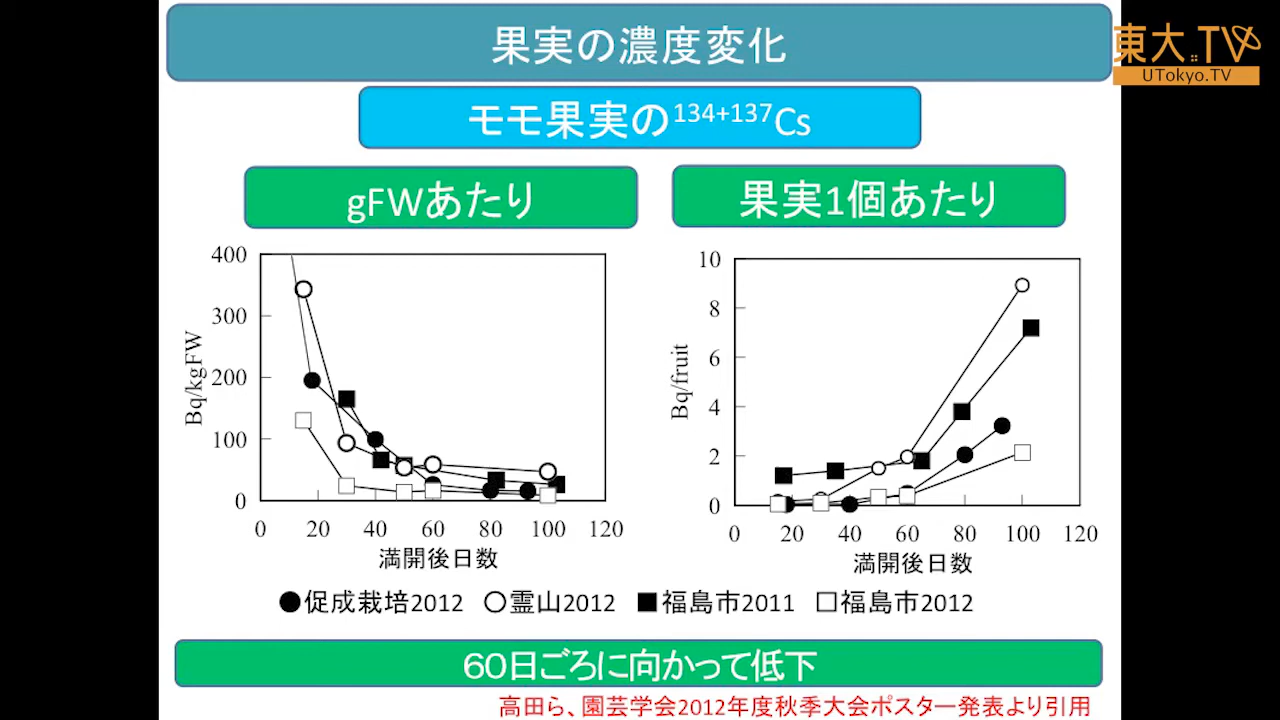 果実の濃度変化
東大.TV
UTokyo.TV
モモ果実の134+137Cs
gFWあたり
果実1個あたり
400
300
200
100
0
Bq/kgFW
0 20 40 60 80 100 120
満開後日数
10
8
6
4
2
0
Bq/fruit
0 20 40 60 80 100 120
満開後日数
●促成栽培2012 ○霊山2012 ■福島市2011 □福島市2012
60日ごろに向かって低下
高田ら、園芸学会2012年度秋季大会ポスター発表より引用